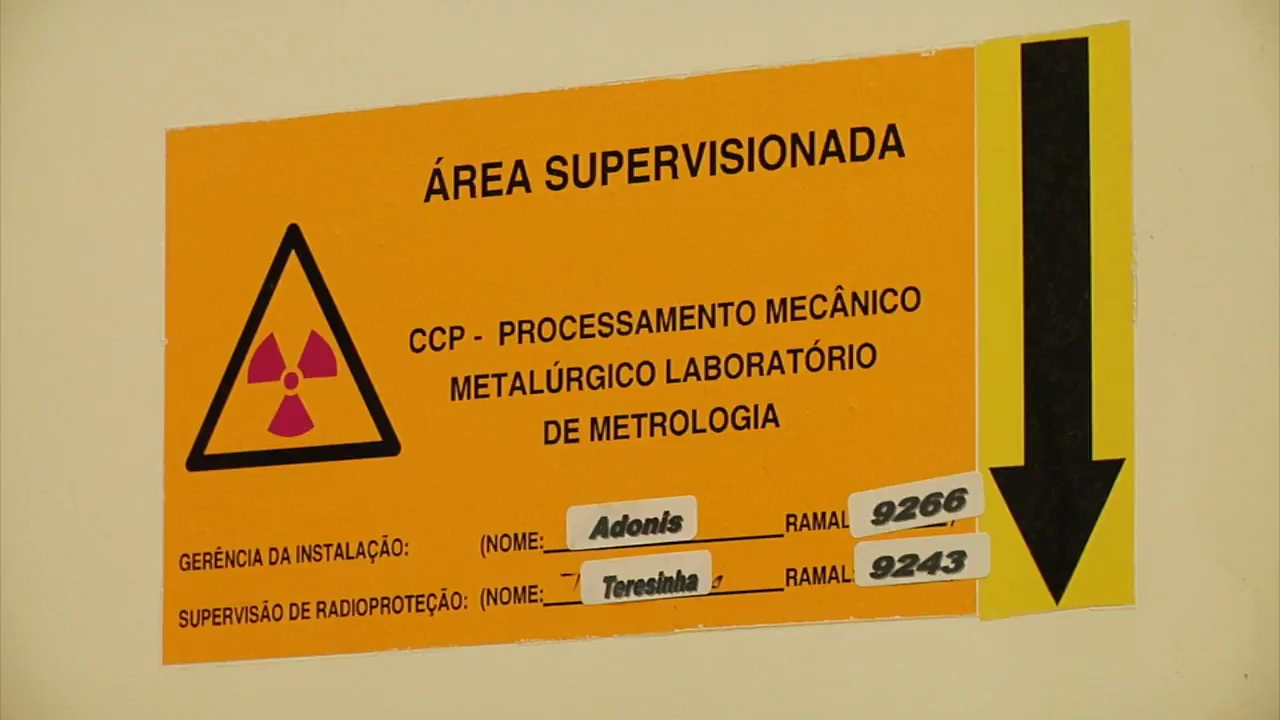 ÁREA SUPERVISIONADA
CCP - PROCESSAMENTO MECÂNICO
METALÚRGICO LABORATÓRIO
DE METROLOGIA
GERÊNCIA DA INSTALAÇÃO: (NOME: Adonis RAMAL 9266 )
SUPERVISÃO DE RADIOPROTEÇÃO: (NOME: Teresinha RAMAL: 9243